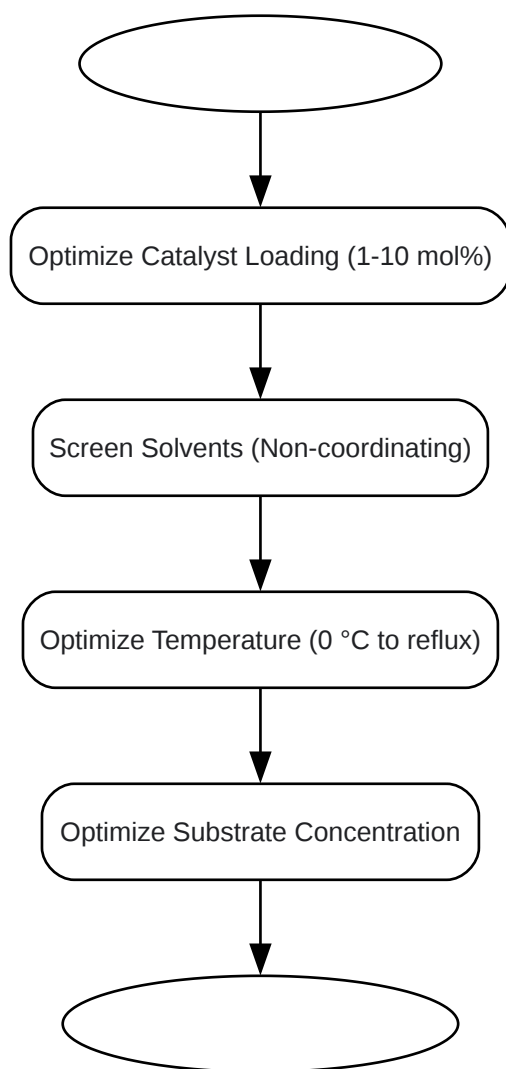 Optimize Catalyst Loading (1-10 mol%)
Screen Solvents (Non-coordinating)
Optimize Temperature (0 °C to reflux)
Optimize Substrate Concentration